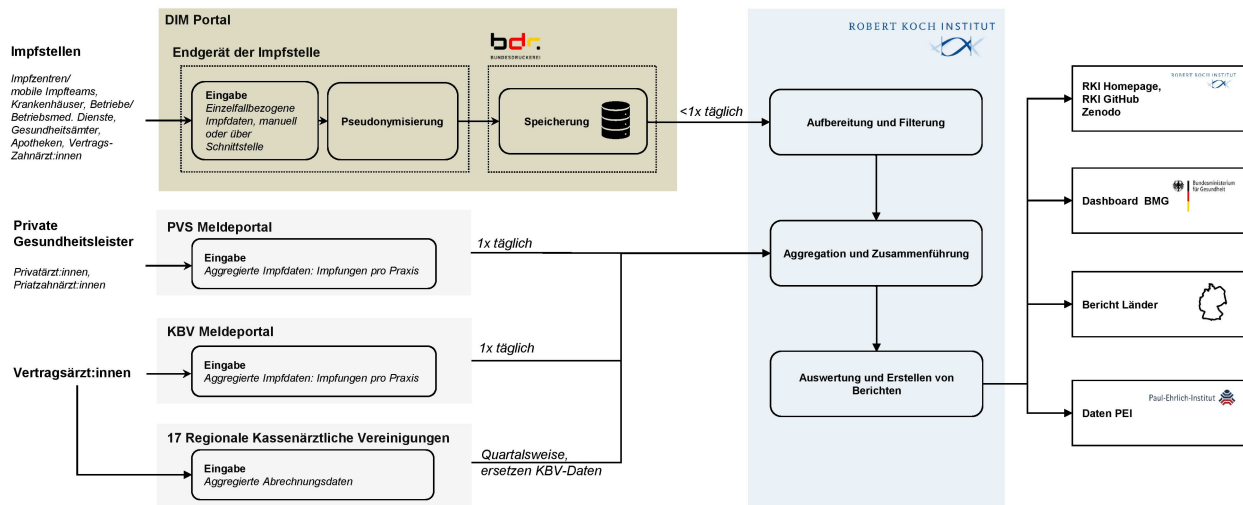 DIM Portal
Endgerät der Impfstelle
bdr.
BUNDESDRUCKEREI
ROBERT KOCH INSTITUT
Impfstellen
Impfzentren/
mobile Impfteams,
Krankenhäuser, Betriebe/
Betriebsmed. Dienste,
Gesundheitsämter,
Apotheken, Vertrags-
Zahnärzt:innen
Eingabe
Einzelfallbezogene
Impfdaten, manuell
oder über
Schnittstelle
Pseudonymisierung
Speicherung
<1x täglich
Aufbereitung und Filterung
RKI Homepage,
RKI GitHub
Zenodo
ROBERT KOCH INSTITUT
Dashboard BMG
Bundesministerium
für Gesundheit
Private
Gesundheitsleister
Privatärzt:innen,
Priatzahnärzt:innen
PVS Meldeportal
Eingabe
Aggregierte Impfdaten: Impfungen pro Praxis
1x täglich
Aggregation und Zusammenführung
Bericht Länder
Vertragsärzt:innen
KBV Meldeportal
Eingabe
Aggregierte Impfdaten: Impfungen pro Praxis
1x täglich
Auswertung und Erstellen von
Berichten
Daten PEI
Paul-Ehrlich-Institut
17 Regionale Kassenärztliche Vereinigungen
Eingabe
Aggregierte Abrechnungsdaten
Quartalsweise,
ersetzen KBV-Daten